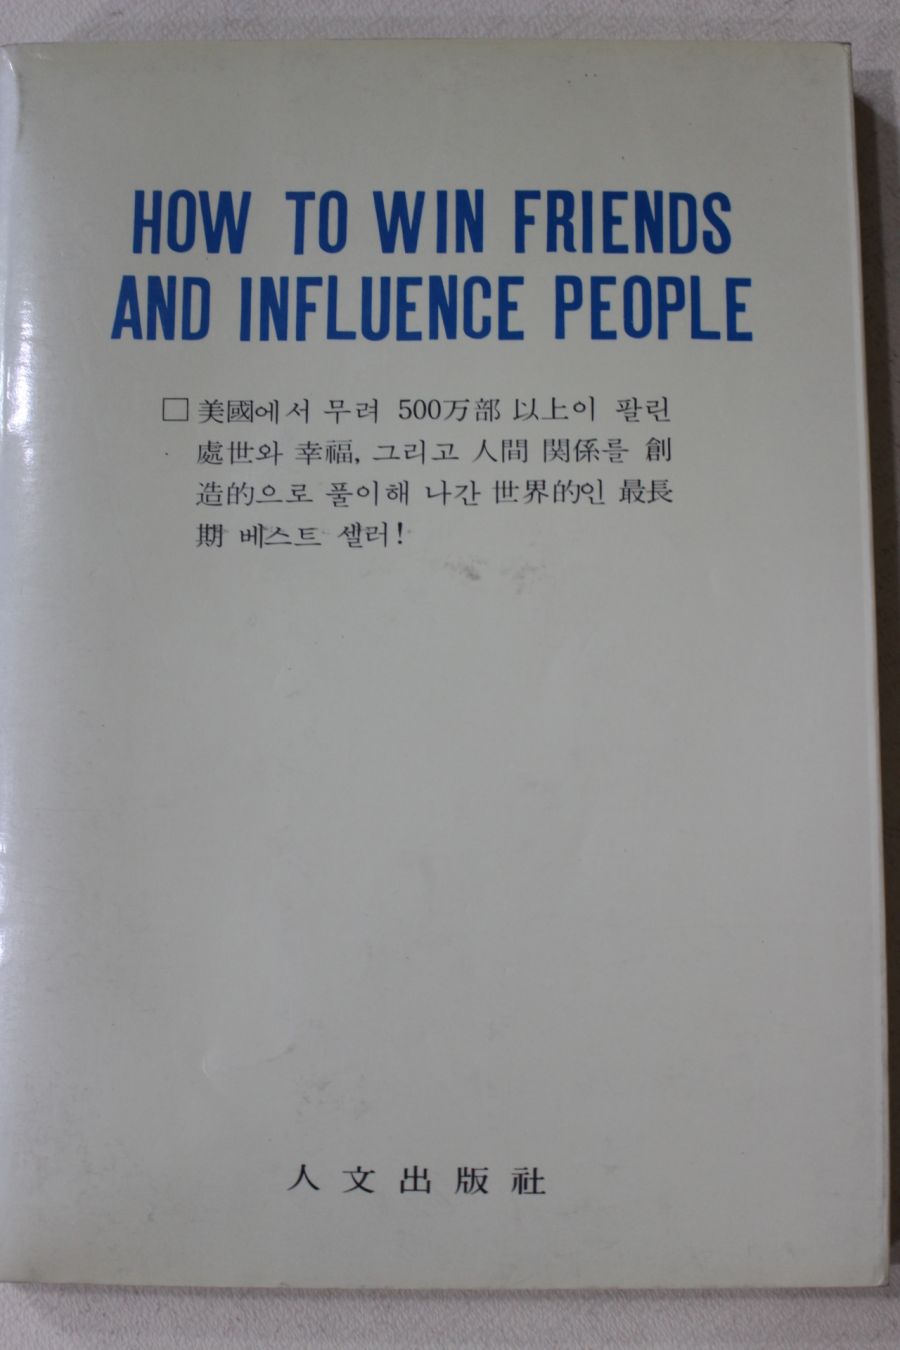 HOW TO WIN FRIENDS
AND INFLUENCE PEOPLE
□ 美國에서 무려 500万部 以上이 팔린
處世와 幸福, 그리고 人間 関係를 創
造的으로 풀이해 나간 世界的인 最長
期 베스트 셀러!
人文出版社